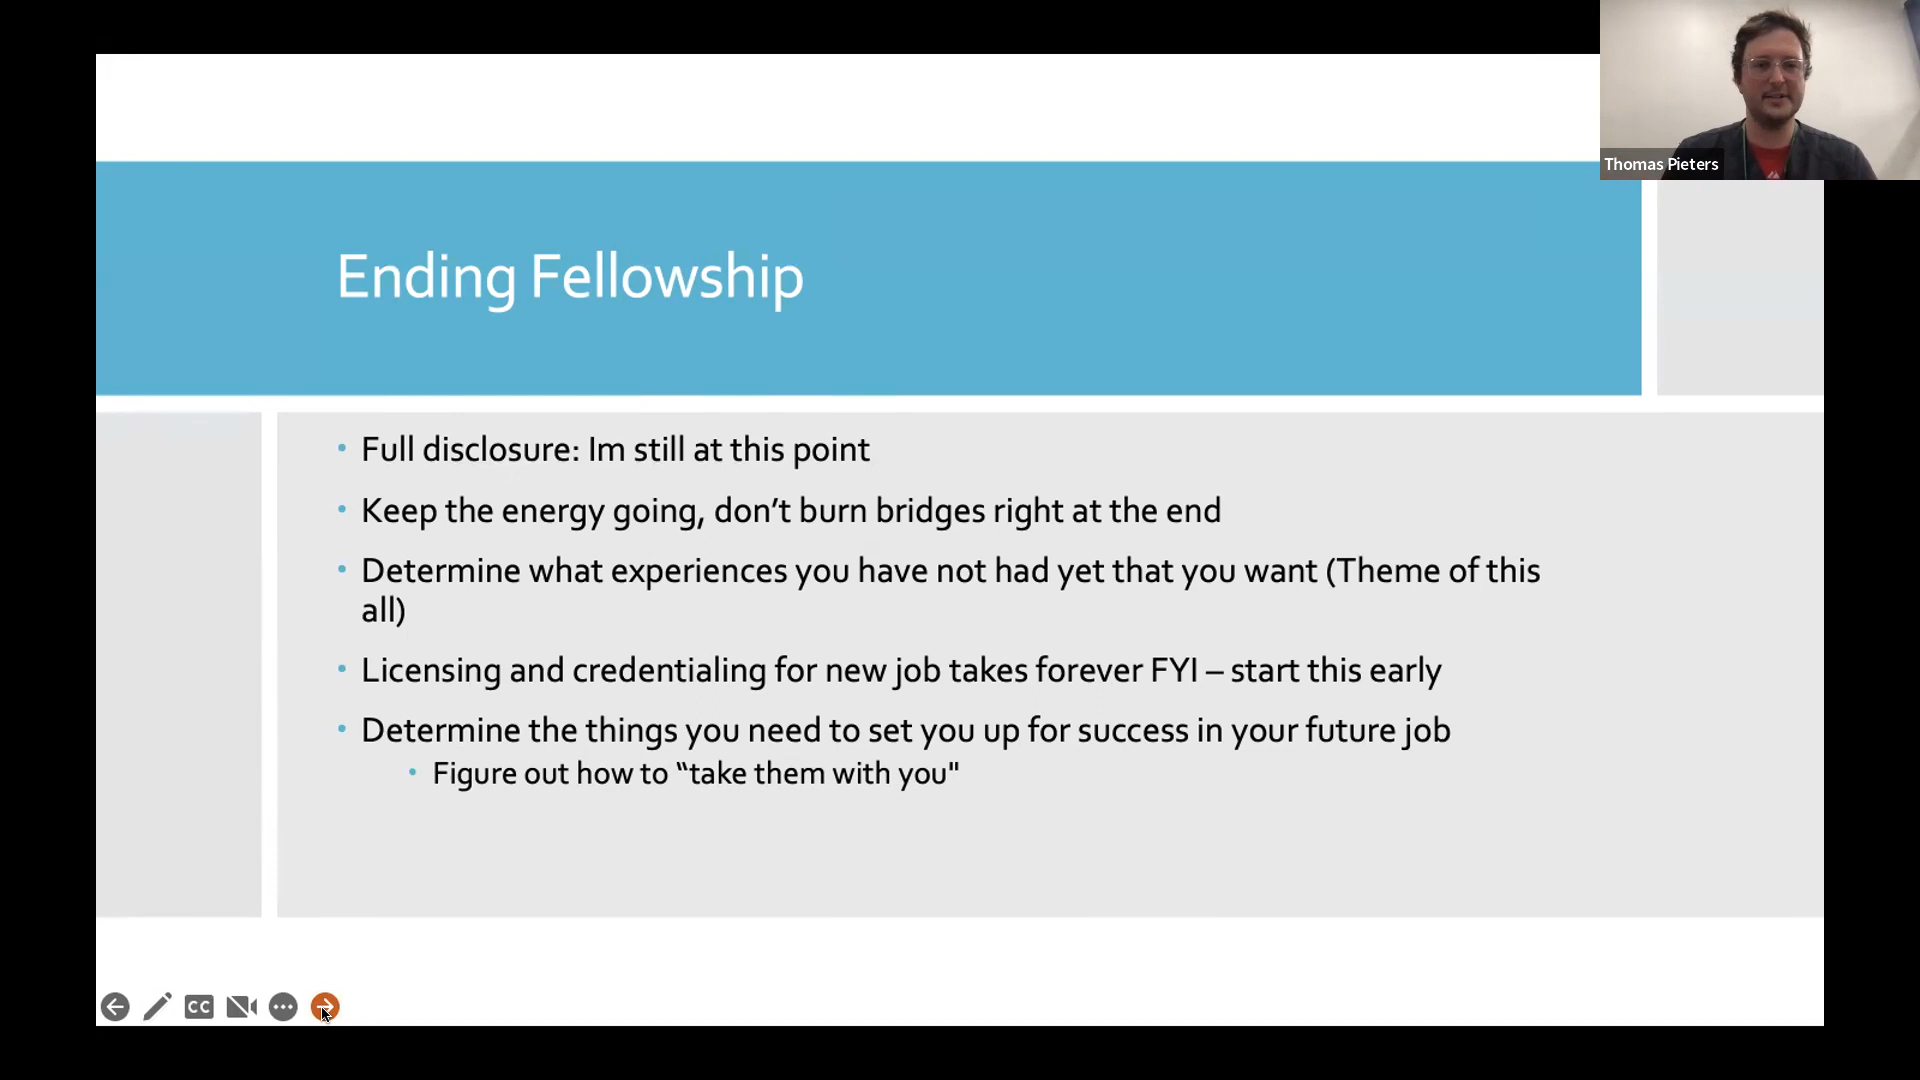 Thomas Pieters
Ending Fellowship
• Full disclosure: Im still at this point
• Keep the energy going, don’t burn bridges right at the end
• Determine what experiences you have not had yet that you want (Theme of this
all)
• Licensing and credentialing for new job takes forever FYI – start this early
• Determine the things you need to set you up for success in your future job
• Figure out how to “take them with you"
CC